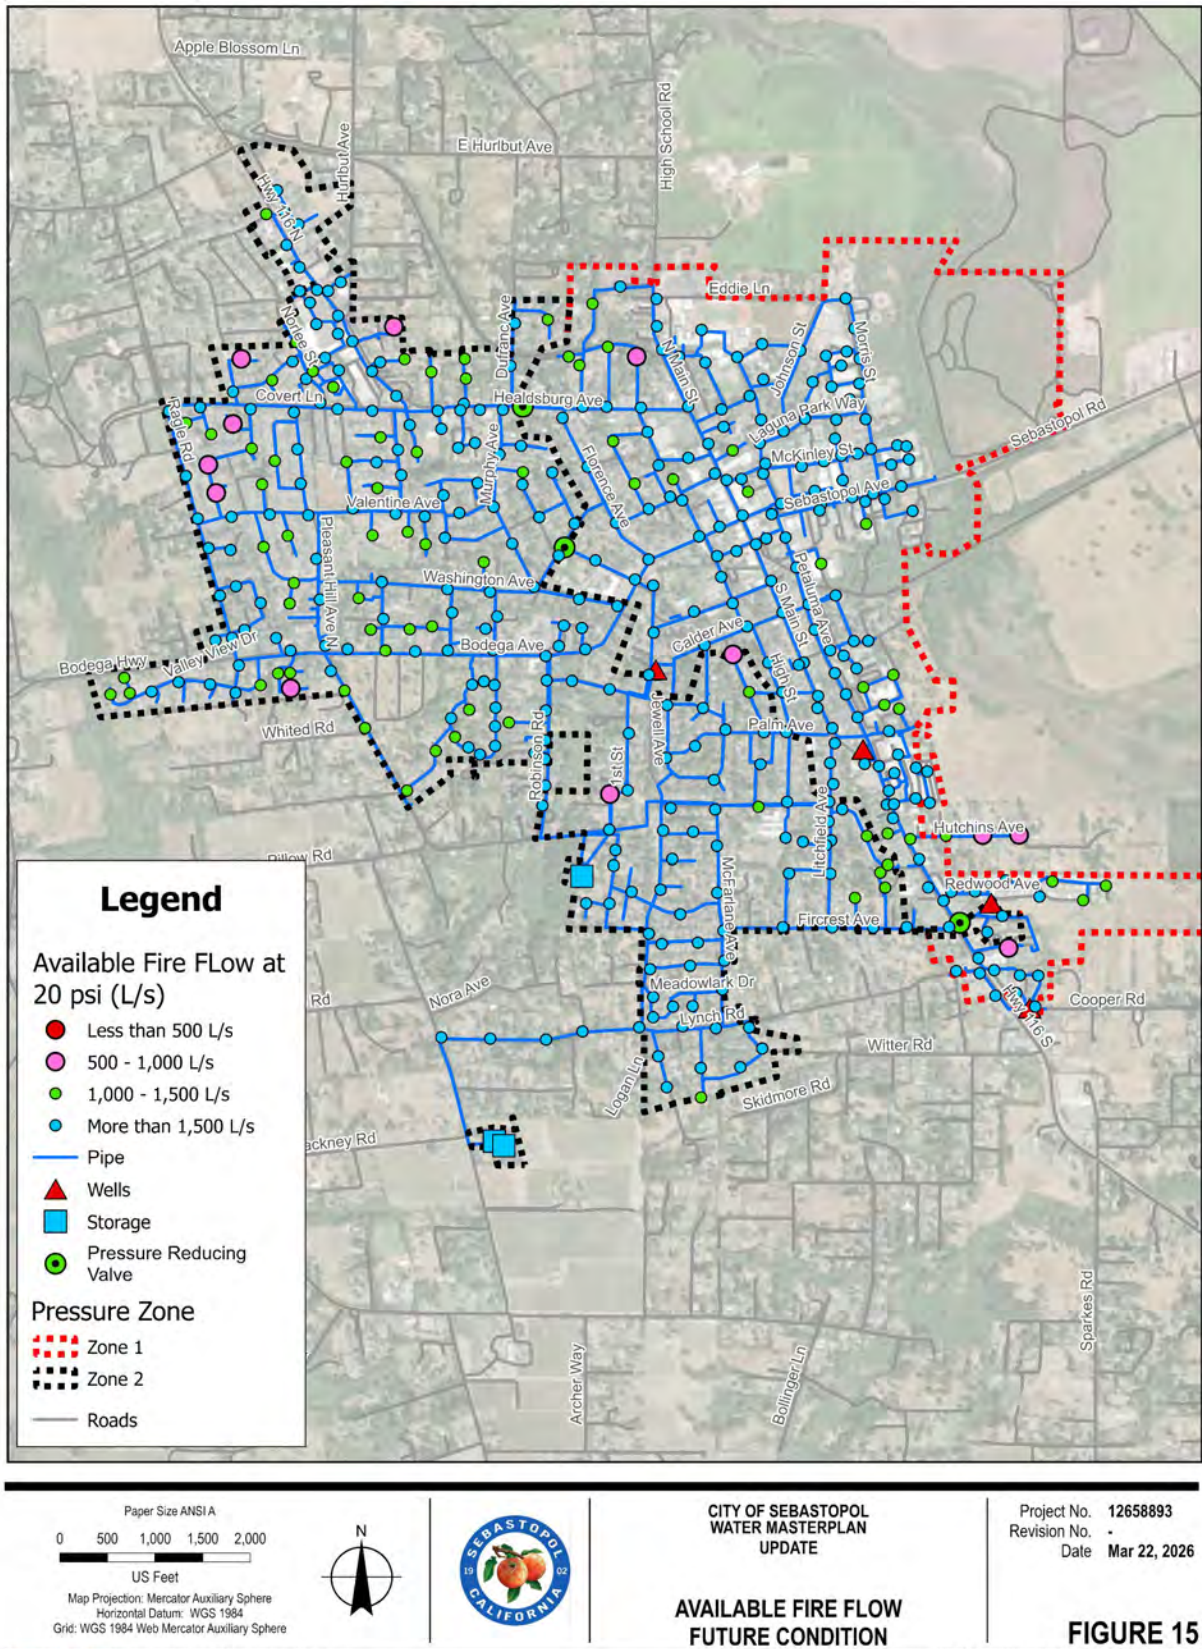 Apple Blossom Ln
Hurlbut Ave
E Hurlbut Ave
High School Rd
Hwy 116 N
Eddie Ln
Norlee St
Dufranc Ave
N Main St
Johnson St
Morris St
Covert Ln
Healdsburg Ave
Ragle Rd
Laguna Park Way
Sebastopol Rd
Murphy Ave
Florence Ave
McKinley St
Valentine Ave
Sebastopol Ave
Pleasant Hill Ave N
Washington Ave
Petaluma Ave
S Main St
Calder Ave
Bodega Ave
Bodega Hwy
Valley View Dr
High St
Whited Rd
Jewell Ave
Palm Ave
Robinson Rd
1st St
Litchfield Ave
Hutchins Ave
Pillow Rd
McFarlane Ave
Redwood Ave
Fircrest Ave
Nora Ave
Meadowlark Dr
Rd
Lynch Rd
Hwy 116 S
Cooper Rd
Witter Rd
Logan Ln
Skidmore Rd
ackney Rd
Sparkes Rd
Archer Way
Bollinger Ln
Legend
Available Fire FLow at
20 psi (L/s)
Less than 500 L/s
500 - 1,000 L/s
1,000 - 1,500 L/s
More than 1,500 L/s
Pipe
Wells
Storage
Pressure Reducing
Valve
Pressure Zone
Zone 1
Zone 2
Roads
Paper Size ANSI A
0 500 1,000 1,500 2,000
US Feet
Map Projection: Mercator Auxiliary Sphere
Horizontal Datum: WGS 1984
Grid: WGS 1984 Web Mercator Auxiliary Sphere
N
SEBASTOPOL
19 02
CALIFORNIA
CITY OF SEBASTOPOL
WATER MASTERPLAN
UPDATE
AVAILABLE FIRE FLOW
FUTURE CONDITION
Project No. 12658893
Revision No. -
Date Mar 22, 2026
FIGURE 15